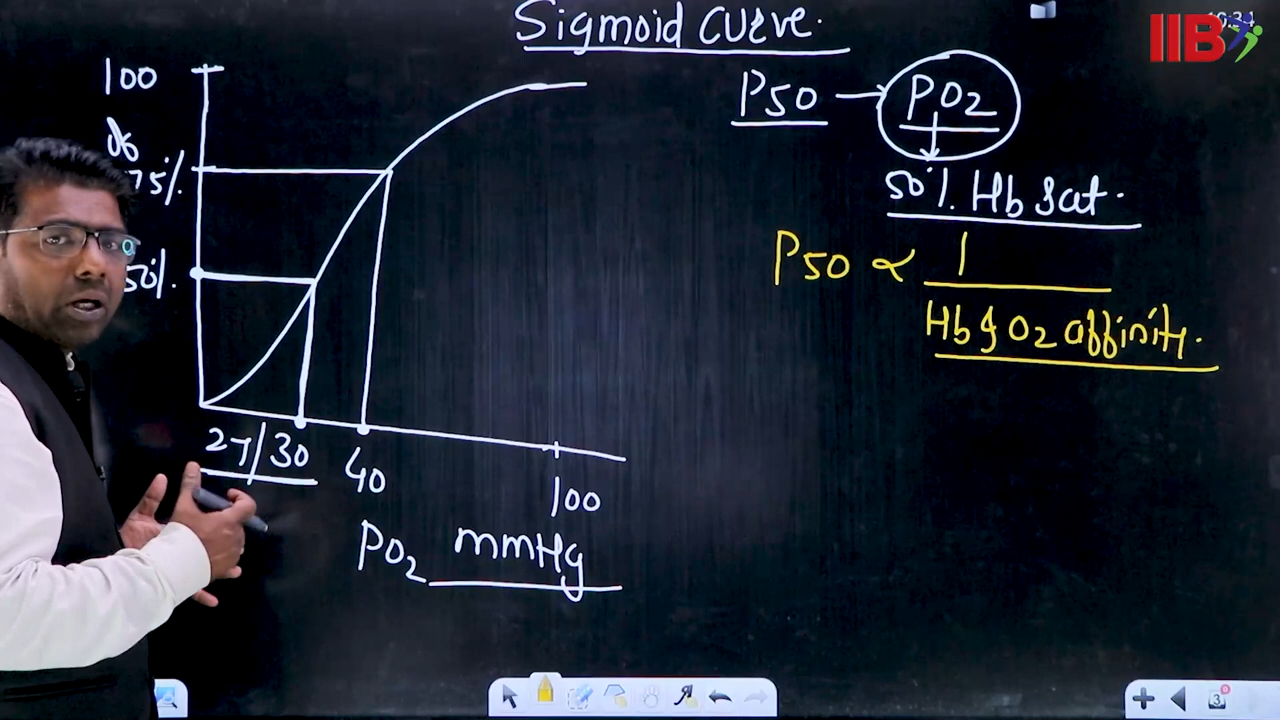 Sigmoid curve.
IIB
100
75%.
50%.
27/30
40
100
PO2 mmHg
P50 → PO2
50%. Hb sat.
P50 ∝ 1
Hb & O2 affinity.
3